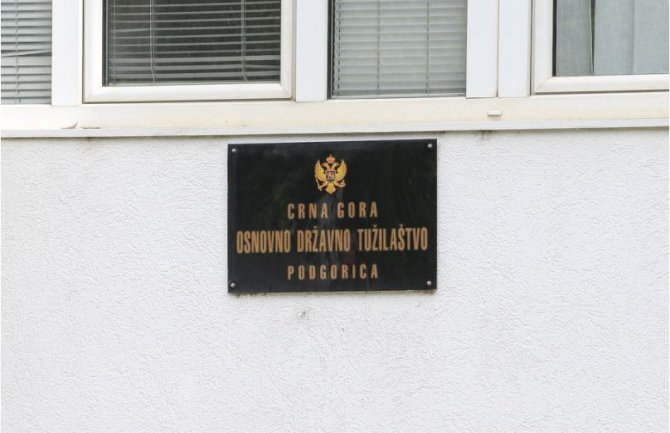 CRNA GORA
OSNOVNO DRŽAVNO TUŽILAŠTVO
PODGORICA